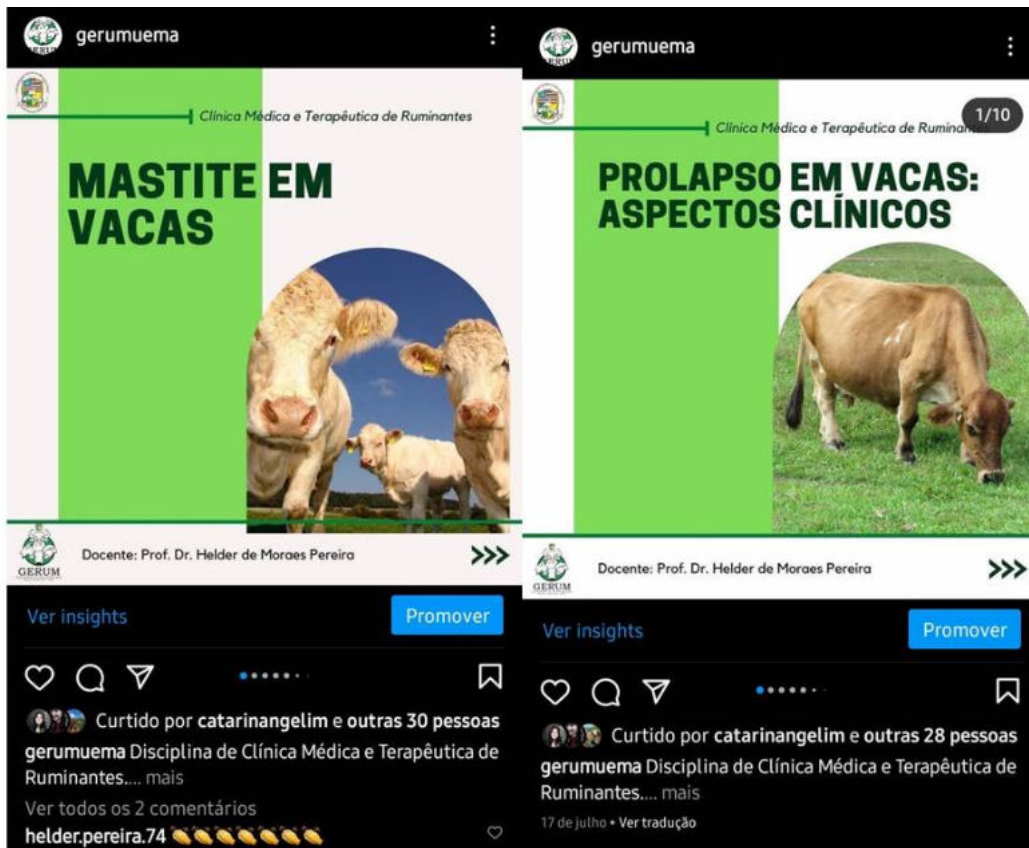 gerumuema
Clínica Médica e Terapêutica de Ruminantes
MASTITE EM
VACAS
GERUM
Docente: Prof. Dr. Helder de Moraes Pereira
>>>
Ver insights
Promover
Curtido por catarinangelim e outras 30 pessoas
gerumuema Disciplina de Clínica Médica e Terapêutica de
Ruminantes.... mais
Ver todos os 2 comentários
helder.pereira.74 👏👏👏👏👏👏👏
gerumuema
1/10
Clínica Médica e Terapêutica de Ruminantes
PROLAPSO EM VACAS:
ASPECTOS CLÍNICOS
GERUM
Docente: Prof. Dr. Helder de Moraes Pereira
>>>
Ver insights
Promover
Curtido por catarinangelim e outras 28 pessoas
gerumuema Disciplina de Clínica Médica e Terapêutica de
Ruminantes.... mais
17 de julho • Ver tradução